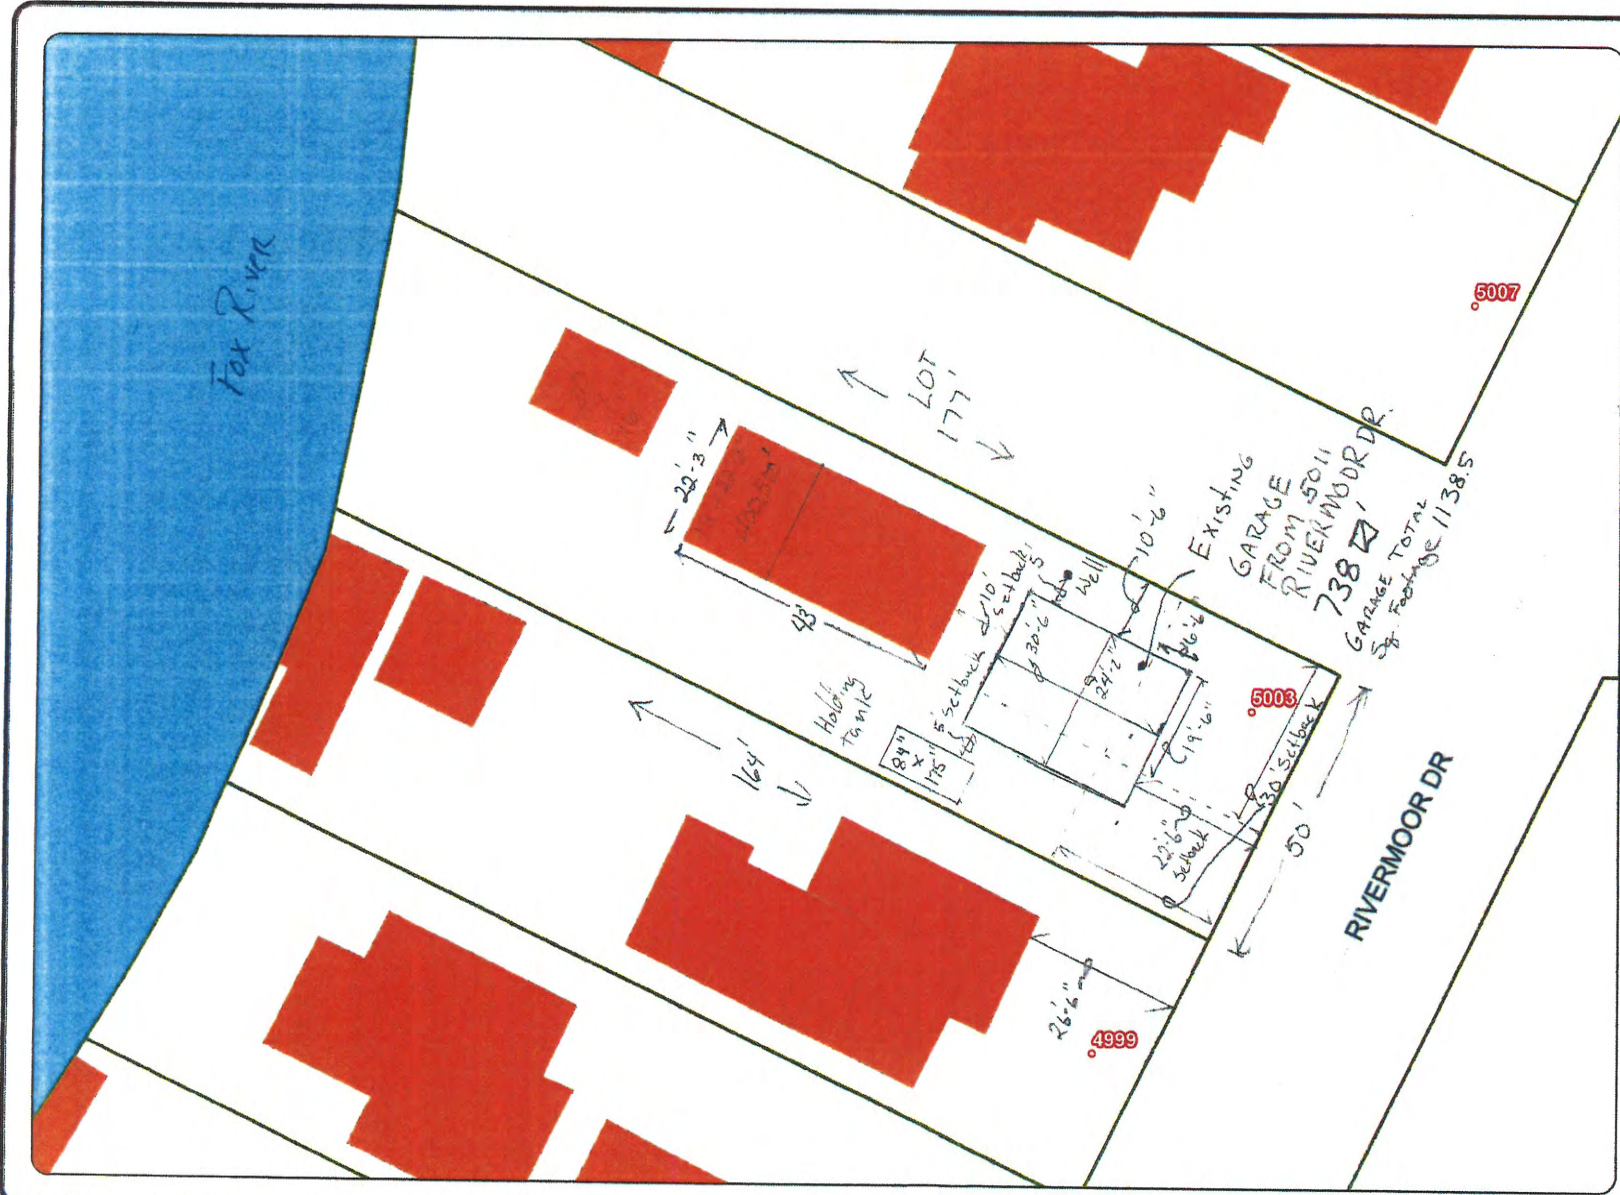 Fox River
22'-3"
43'
LOT
177'
164'
Holding
tank
84"
x
175"
5' setback
10'
setback
5'
Well
30'-6"
24'-2"
10'-6"
16'-6"
19'-6"
EXISTING
GARAGE
FROM 5011
RIVERMOOR DR.
738
GARAGE TOTAL
Sq. Footage 1138.5
5007
5003
4999
30' setback
22'-6"
setback
50'
26'-6"
RIVERMOOR DR